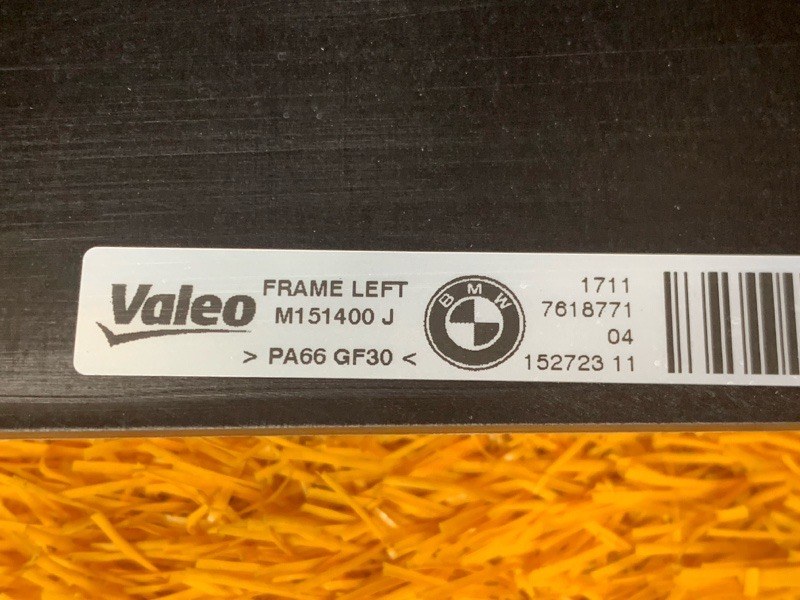 Valeo
FRAME LEFT
M151400 J
> PA66 GF30 <
BMW
1711
7618771
04
152723 11